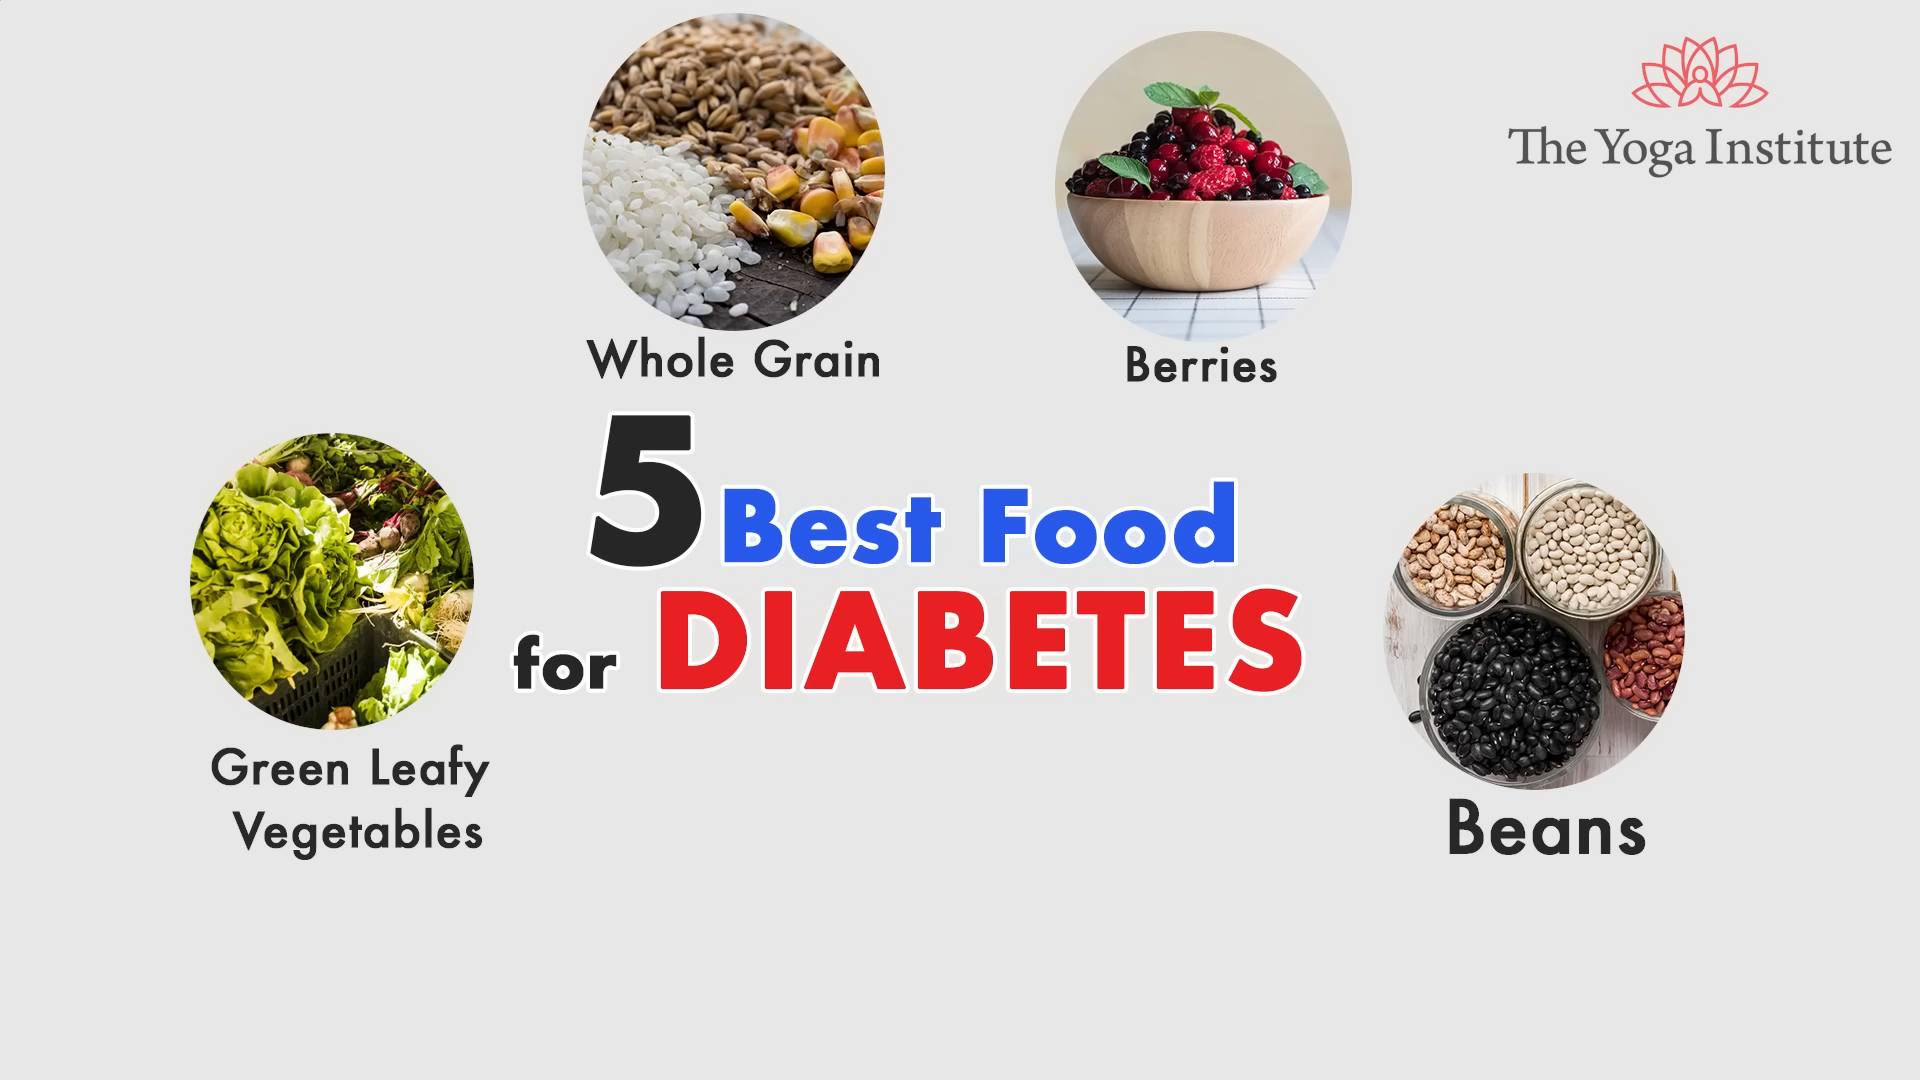 The Yoga Institute
Whole Grain
Berries
5 Best Food
for DIABETES
Green Leafy
Vegetables
Beans